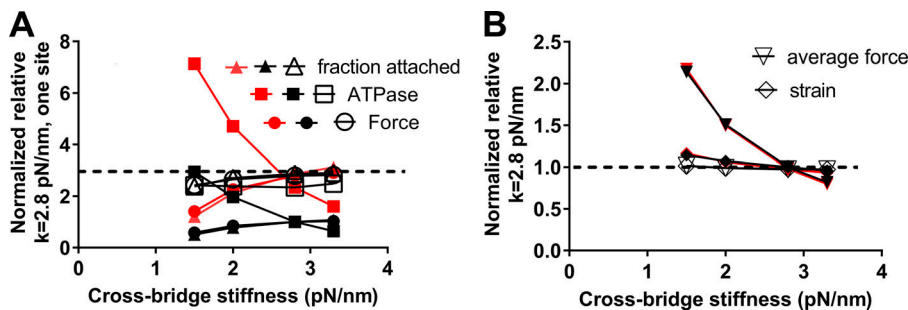 A
Normalized relative
k=2.8 pN/nm, one site
8
6
4
2
0
0 1 2 3 4
Cross-bridge stiffness (pN/nm)
fraction attached
ATPase
Force
B
Normalized relative
k=2.8 pN/nm
2.5
2.0
1.5
1.0
0.5
0.0
0 1 2 3 4
Cross-bridge stiffness (pN/nm)
average force
strain